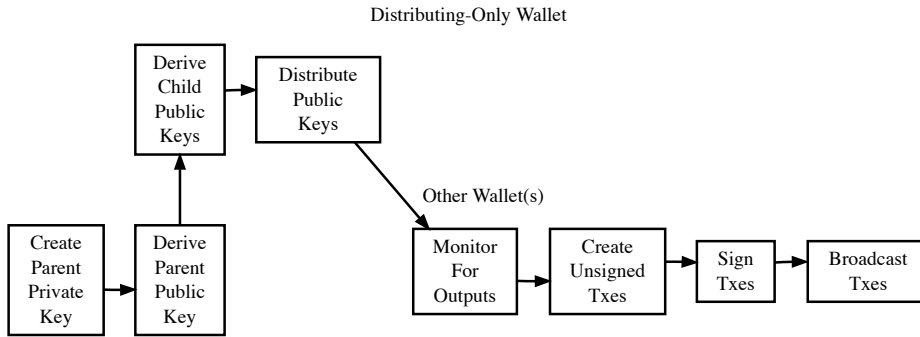 Distributing-Only Wallet
Derive
Child
Public
Keys
Distribute
Public
Keys
Other Wallet(s)
Create
Parent
Private
Key
Derive
Parent
Public
Key
Monitor
For
Outputs
Create
Unsigned
Txes
Sign
Txes
Broadcast
Txes